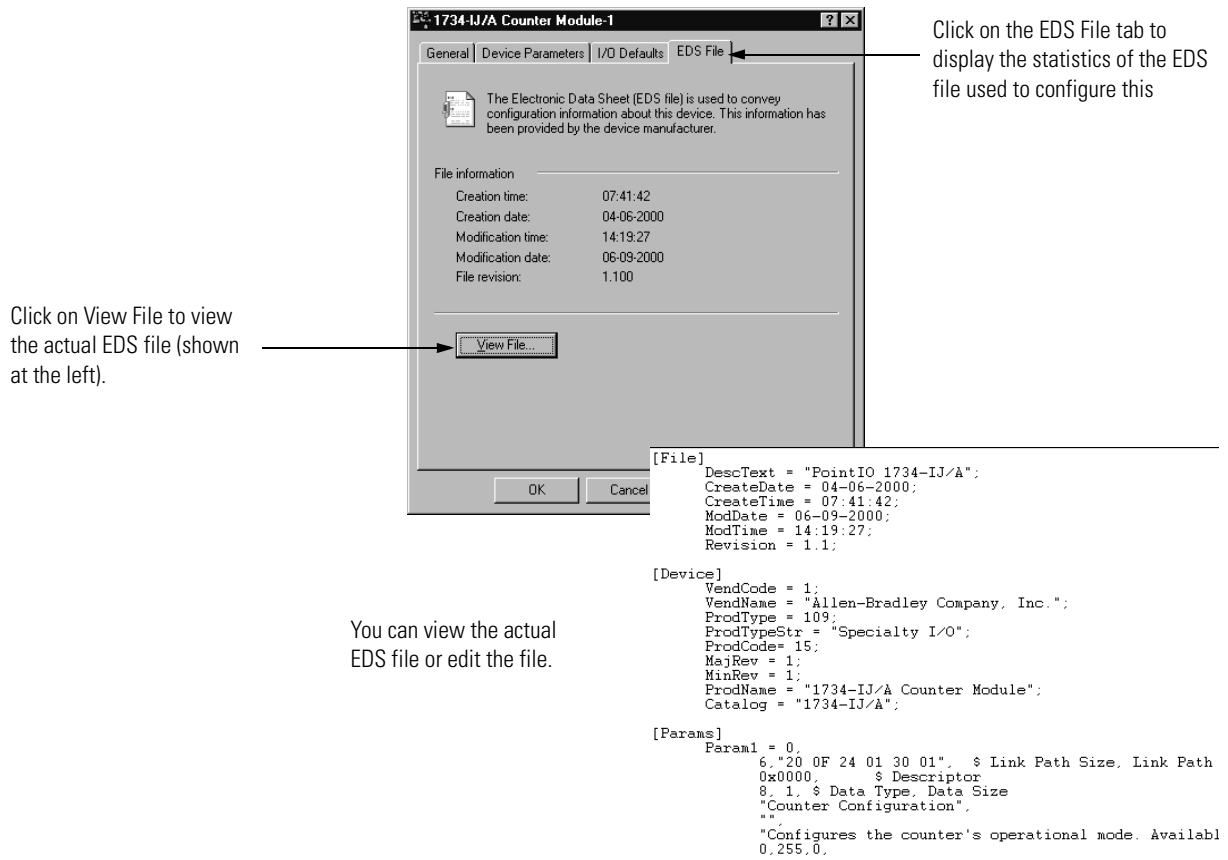 1734-IJ/A Counter Module-1
General Device Parameters I/O Defaults EDS File
Click on the EDS File tab to
display the statistics of the EDS
file used to configure this
The Electronic Data Sheet (EDS file) is used to convey
configuration information about this device. This information has
been provided by the device manufacturer.
File information
Creation time: 07:41:42
Creation date: 04-06-2000
Modification time: 14:19:27
Modification date: 06-09-2000
File revision: 1.100
Click on View File to view
the actual EDS file (shown
at the left).
View File...
OK Cancel
You can view the actual
EDS file or edit the file.
[File]
DescText = "PointIO 1734-IJ/A";
CreateDate = 04-06-2000;
CreateTime = 07:41:42;
ModDate = 06-09-2000;
ModTime = 14:19:27;
Revision = 1.1;
[Device]
VendCode = 1;
VendName = "Allen-Bradley Company, Inc.";
ProdType = 109;
ProdTypeStr = "Specialty I/O";
ProdCode= 15;
MajRev = 1;
MinRev = 1;
ProdName = "1734-IJ/A Counter Module";
Catalog = "1734-IJ/A";
[Params]
Param1 = 0,
6,"20 0F 24 01 30 01", $ Link Path Size, Link Path
0x0000, $ Descriptor
8, 1, $ Data Type, Data Size
"Counter Configuration",
"",
"Configures the counter's operational mode. Availabl
0,255,0,